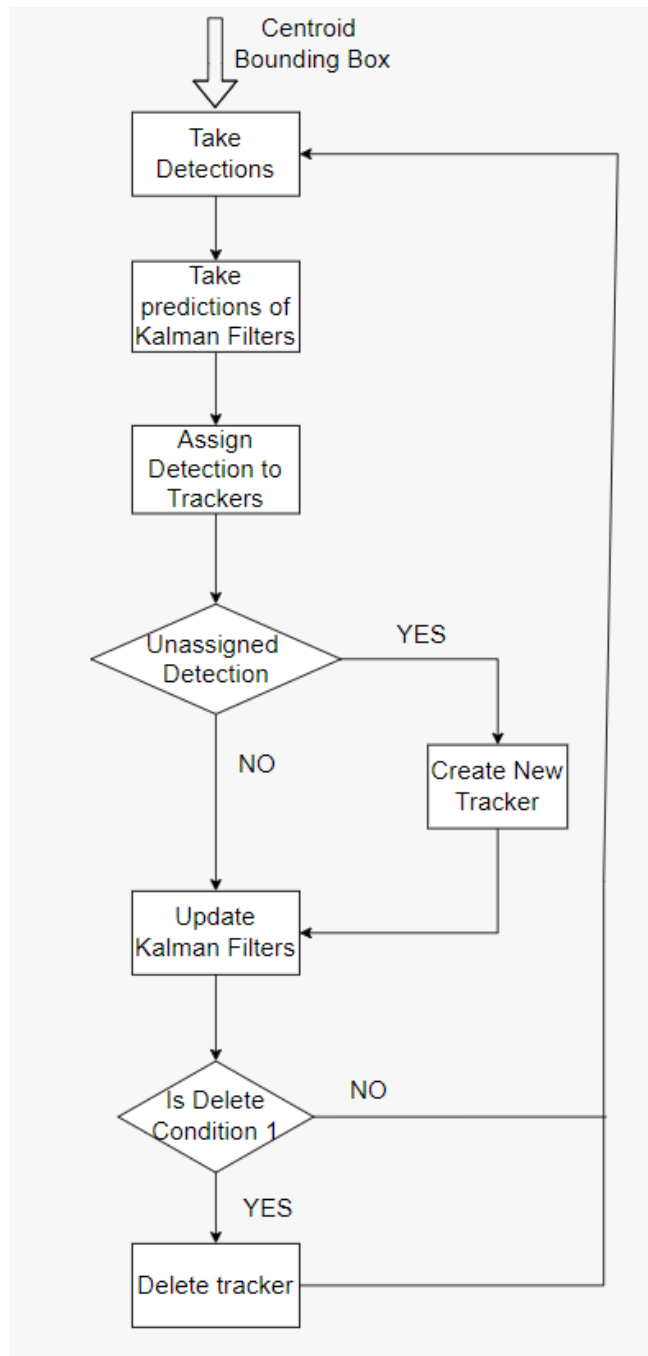 Centroid
Bounding Box
Take
Detections
Take
predictions of
Kalman Filters
Assign
Detection to
Trackers
Unassigned
Detection
YES
NO
Create New
Tracker
Update
Kalman Filters
Is Delete
Condition 1
NO
YES
Delete tracker